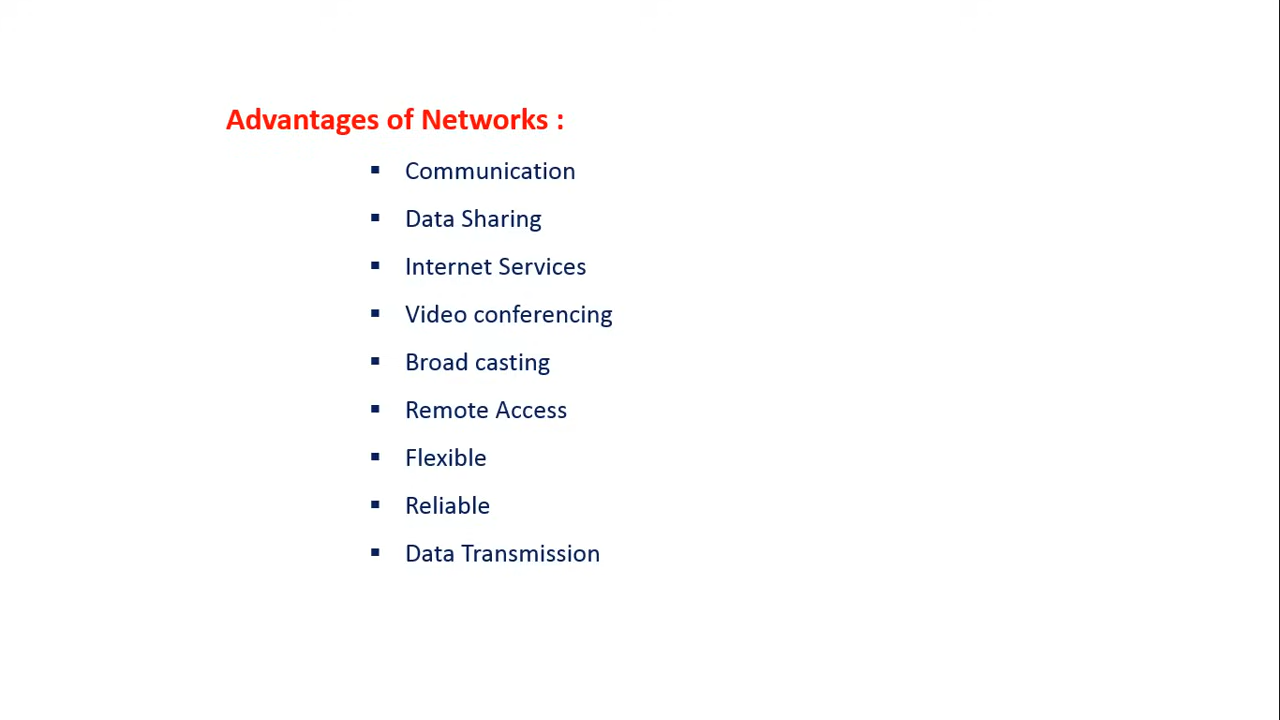 Advantages of Networks :
▪ Communication
▪ Data Sharing
▪ Internet Services
▪ Video conferencing
▪ Broad casting
▪ Remote Access
▪ Flexible
▪ Reliable
▪ Data Transmission